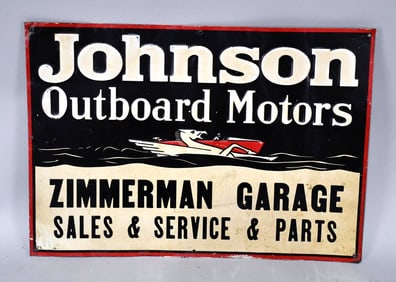 Johnson
Outboard Motors
ZIMMERMAN GARAGE
SALES & SERVICE & PARTS